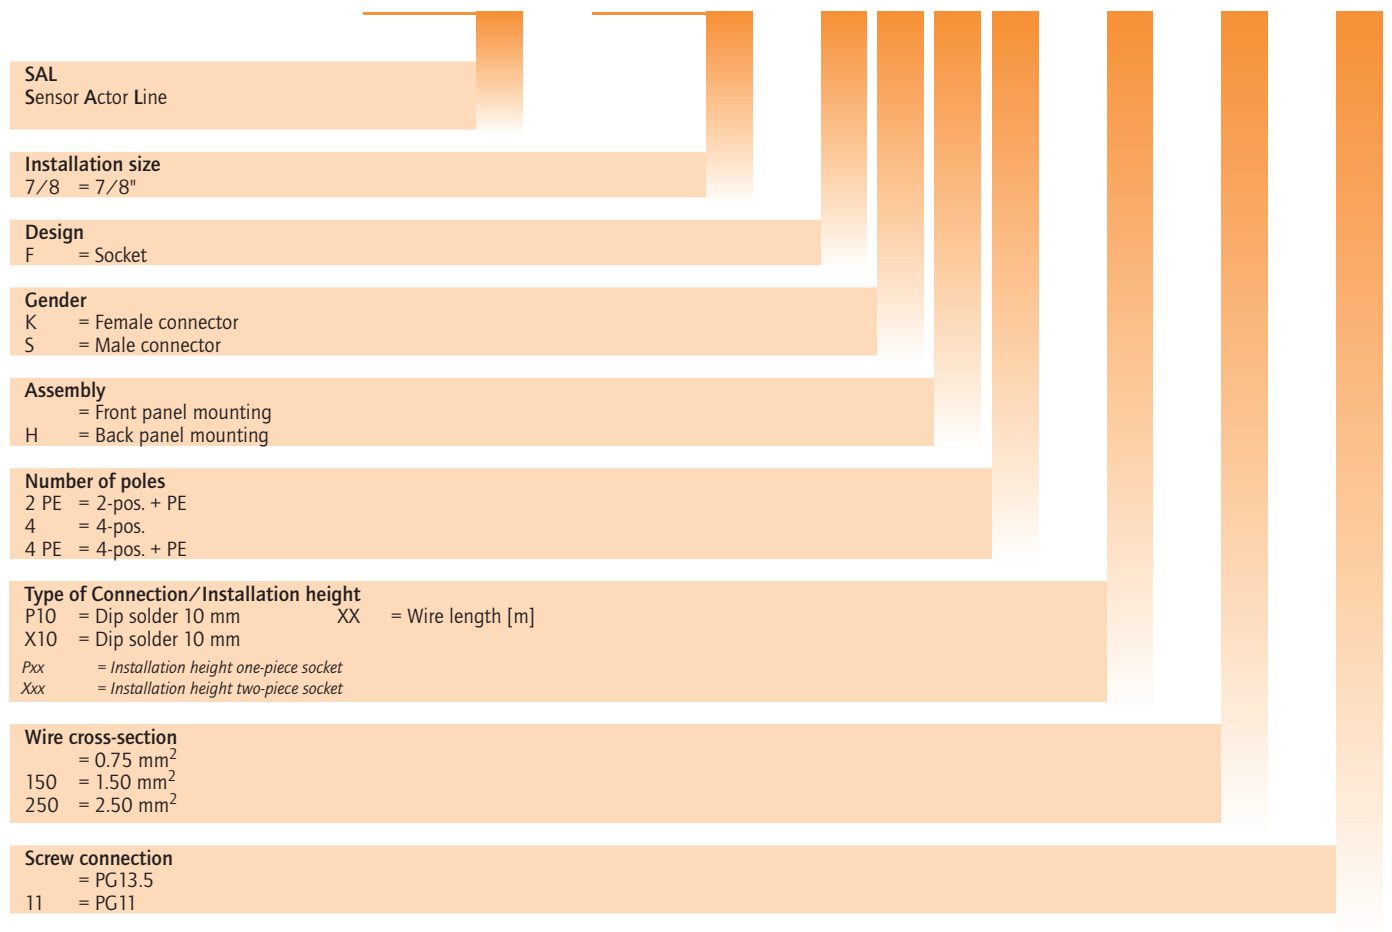 SAL
Sensor Actor Line
Installation size
7/8 = 7/8"
Design
F = Socket
Gender
K = Female connector
S = Male connector
Assembly
= Front panel mounting
H = Back panel mounting
Number of poles
2 PE = 2-pos. + PE
4 = 4-pos.
4 PE = 4-pos. + PE
Type of Connection/Installation height
P10 = Dip solder 10 mm XX = Wire length [m]
X10 = Dip solder 10 mm
Pxx = Installation height one-piece socket
Xxx = Installation height two-piece socket
Wire cross-section
= 0.75 mm²
150 = 1.50 mm²
250 = 2.50 mm²
Screw connection
= PG13.5
11 = PG11